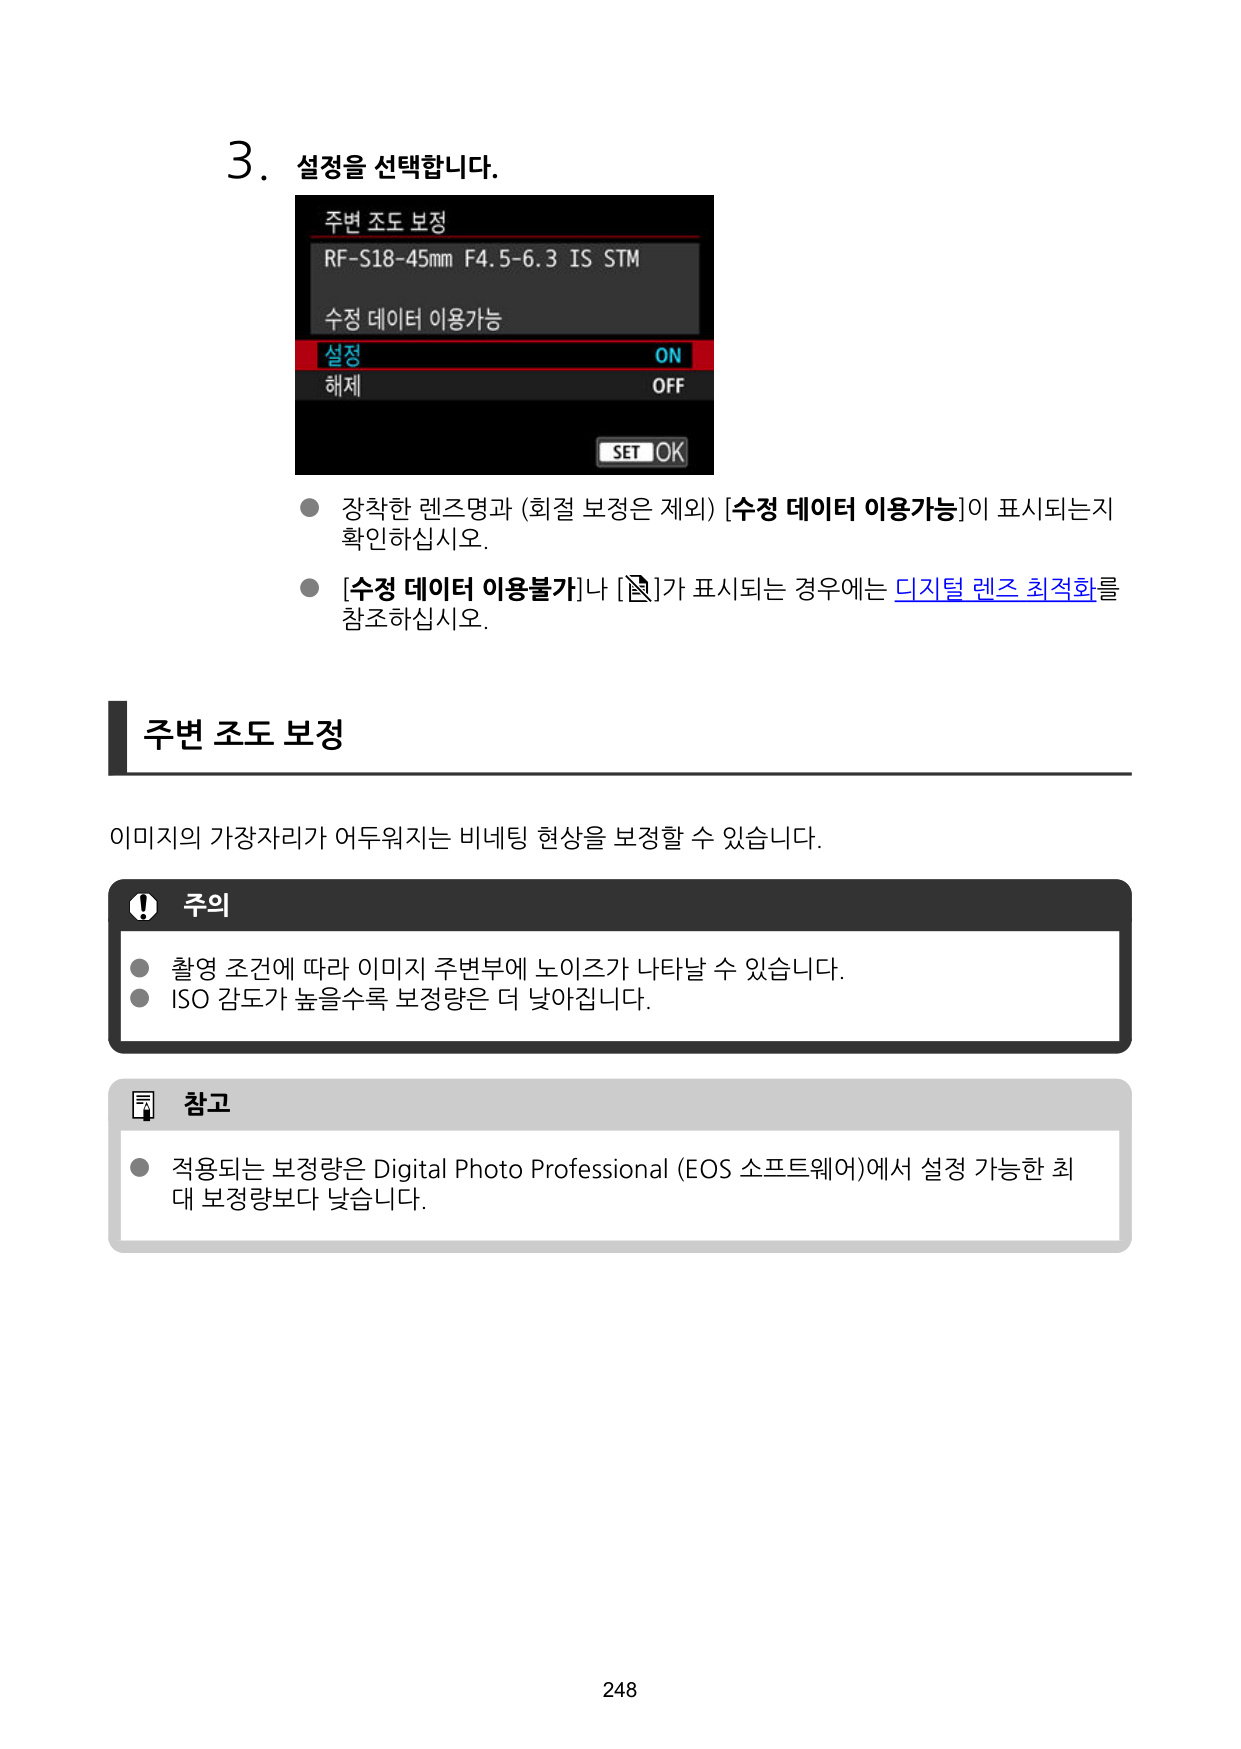 3. 설정을 선택합니다.
주변 조도 보정
RF-S18-45mm F4.5-6.3 IS STM
수정 데이터 이용가능
설정 ON
해제 OFF
SET OK
● 장착한 렌즈명과 (회절 보정은 제외) [수정 데이터 이용가능]이 표시되는지
확인하십시오.
● [수정 데이터 이용불가]나 []가 표시되는 경우에는 디지털 렌즈 최적화를
참조하십시오.
주변 조도 보정
이미지의 가장자리가 어두워지는 비네팅 현상을 보정할 수 있습니다.
주의
● 촬영 조건에 따라 이미지 주변부에 노이즈가 나타날 수 있습니다.
● ISO 감도가 높을수록 보정량은 더 낮아집니다.
참고
● 적용되는 보정량은 Digital Photo Professional (EOS 소프트웨어)에서 설정 가능한 최
대 보정량보다 낮습니다.
248